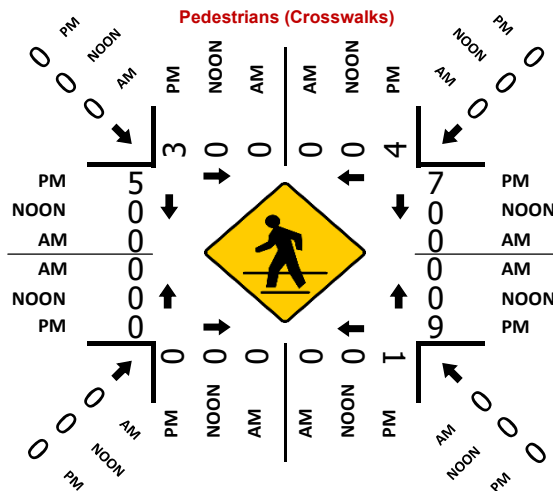 Pedestrians (Crosswalks)
0 PM
0 NOON
0 AM
PM NOON AM AM NOON PM
PM 0
NOON 0
AM 0
3 0 0 0 0 4
PM 5 7 PM
NOON 0 0 NOON
AM 0 0 AM
AM 0 0 AM
NOON 0 0 NOON
PM 0 9 PM
0 0 0 0 0 1
PM NOON AM AM NOON PM
0 AM
0 NOON
0 PM
AM 0
NOON 0
PM 0